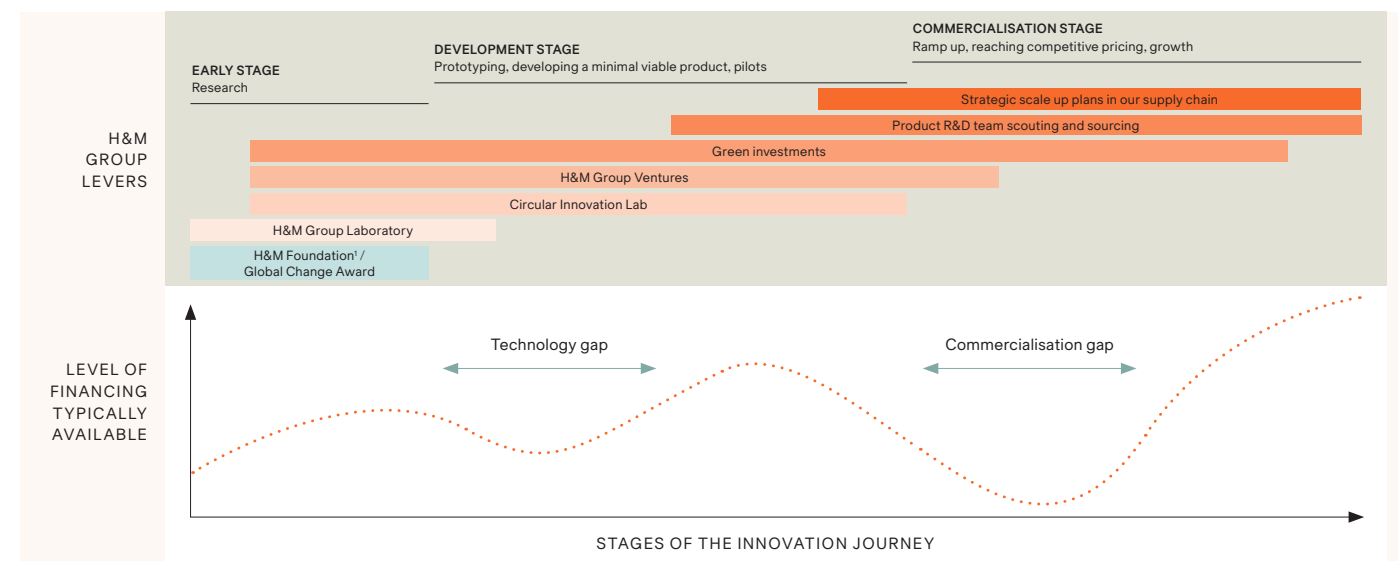 COMMERCIALISATION STAGE
Ramp up, reaching competitive pricing, growth
DEVELOPMENT STAGE
Prototyping, developing a minimal viable product, pilots
EARLY STAGE
Research
H&M
GROUP
LEVERS
Strategic scale up plans in our supply chain
Product R&D team scouting and sourcing
Green investments
H&M Group Ventures
Circular Innovation Lab
H&M Group Laboratory
H&M Foundation¹ /
Global Change Award
LEVEL OF
FINANCING
TYPICALLY
AVAILABLE
Technology gap
Commercialisation gap
STAGES OF THE INNOVATION JOURNEY